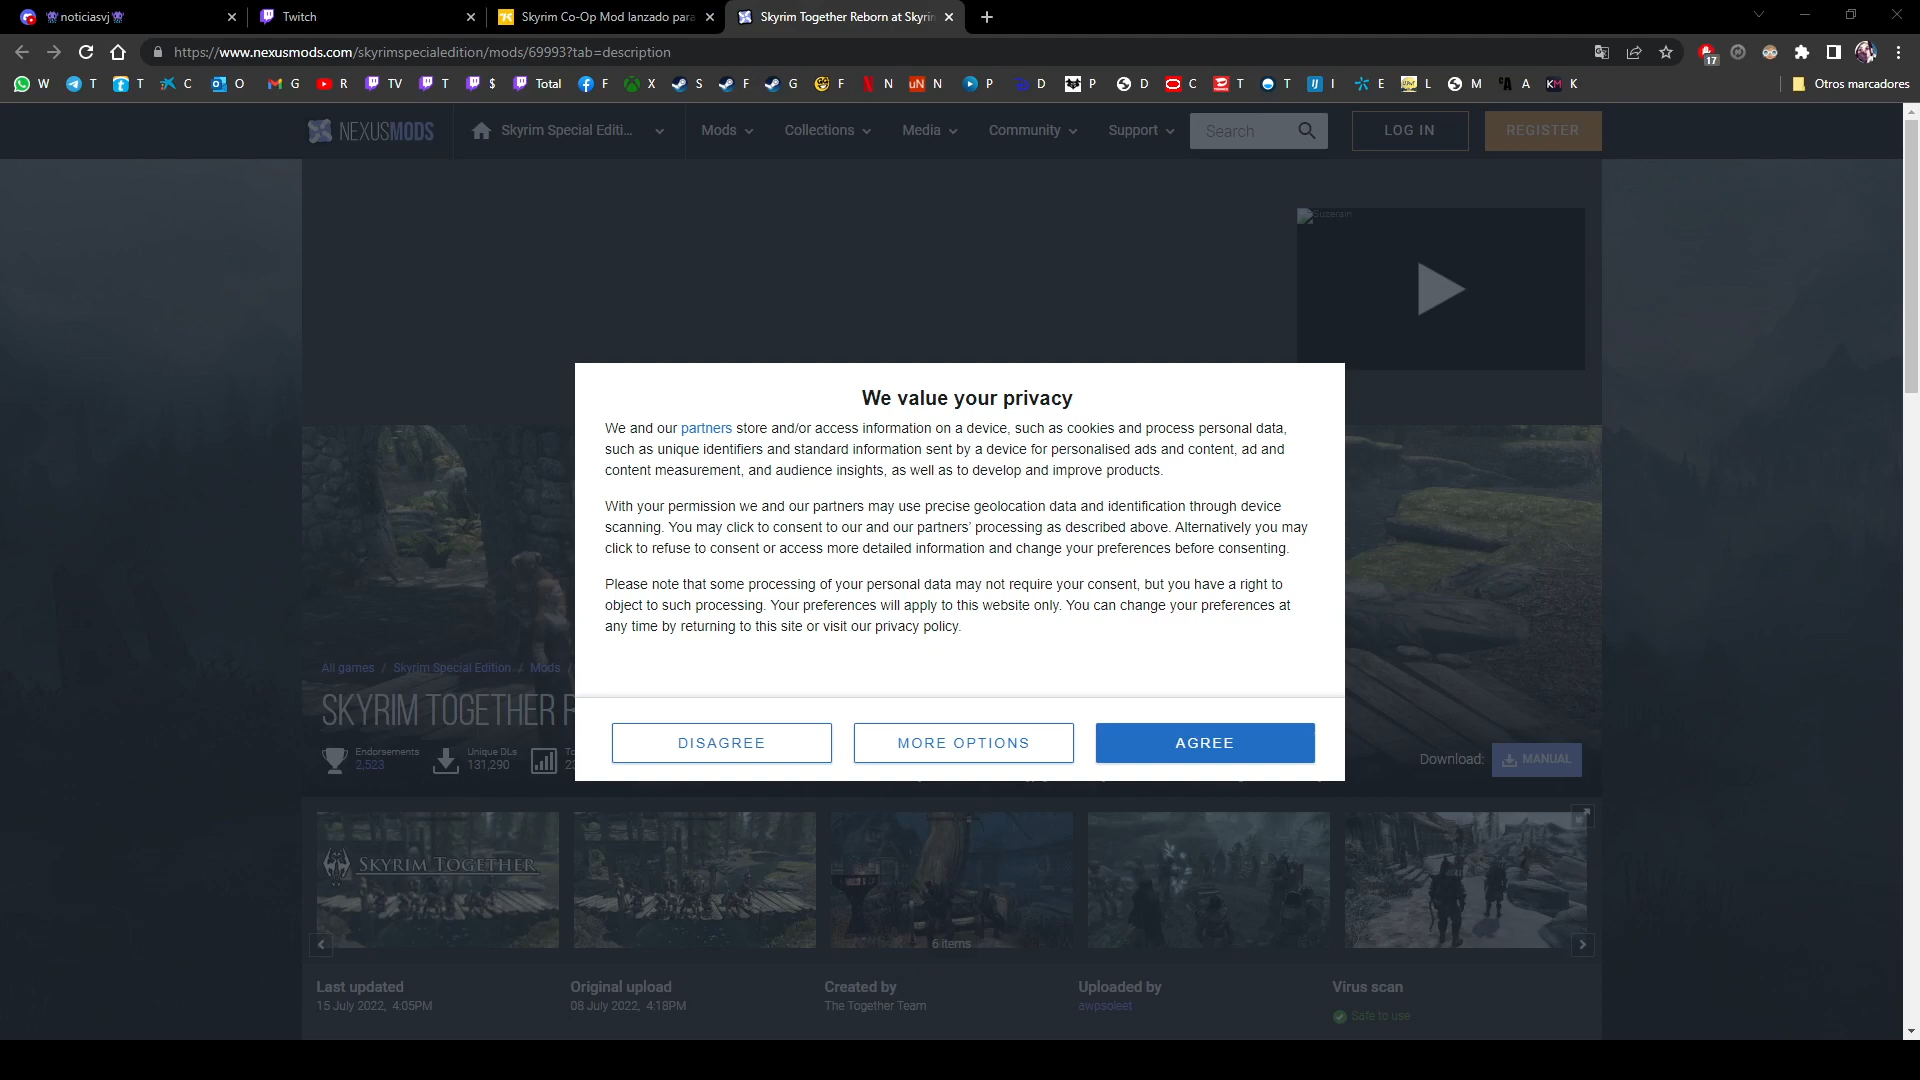 noticiasvj
Twitch
Skyrim Co-Op Mod lanzado para
Skyrim Together Reborn at Skyrim
https://www.nexusmods.com/skyrimspecialedition/mods/69993?tab=description
17
W T T C O G R TV T $ Total F X S F G F N N P D P D C T T I E L M A K Otros marcadores
NEXUSMODS Skyrim Special Editi... Mods Collections Media Community Support Search LOG IN REGISTER
Suzerain
We value your privacy
We and our partners store and/or access information on a device, such as cookies and process personal data,
such as unique identifiers and standard information sent by a device for personalised ads and content, ad and
content measurement, and audience insights, as well as to develop and improve products.
With your permission we and our partners may use precise geolocation data and identification through device
scanning. You may click to consent to our and our partners' processing as described above. Alternatively you may
click to refuse to consent or access more detailed information and change your preferences before consenting.
Please note that some processing of your personal data may not require your consent, but you have a right to
object to such processing. Your preferences will apply to this website only. You can change your preferences at
any time by returning to this site or visit our privacy policy.
DISAGREE MORE OPTIONS AGREE
All games / Skyrim Special Edition / Mods /
SKYRIM TOGETHER R
Endorsements
2,523
Unique DLs
131,290
Download: MANUAL
SKYRIM TOGETHER
6 items
Last updated
15 July 2022, 4:05PM
Original upload
08 July 2022, 4:18PM
Created by
The Together Team
Uploaded by
awpsoleet
Virus scan
Safe to use